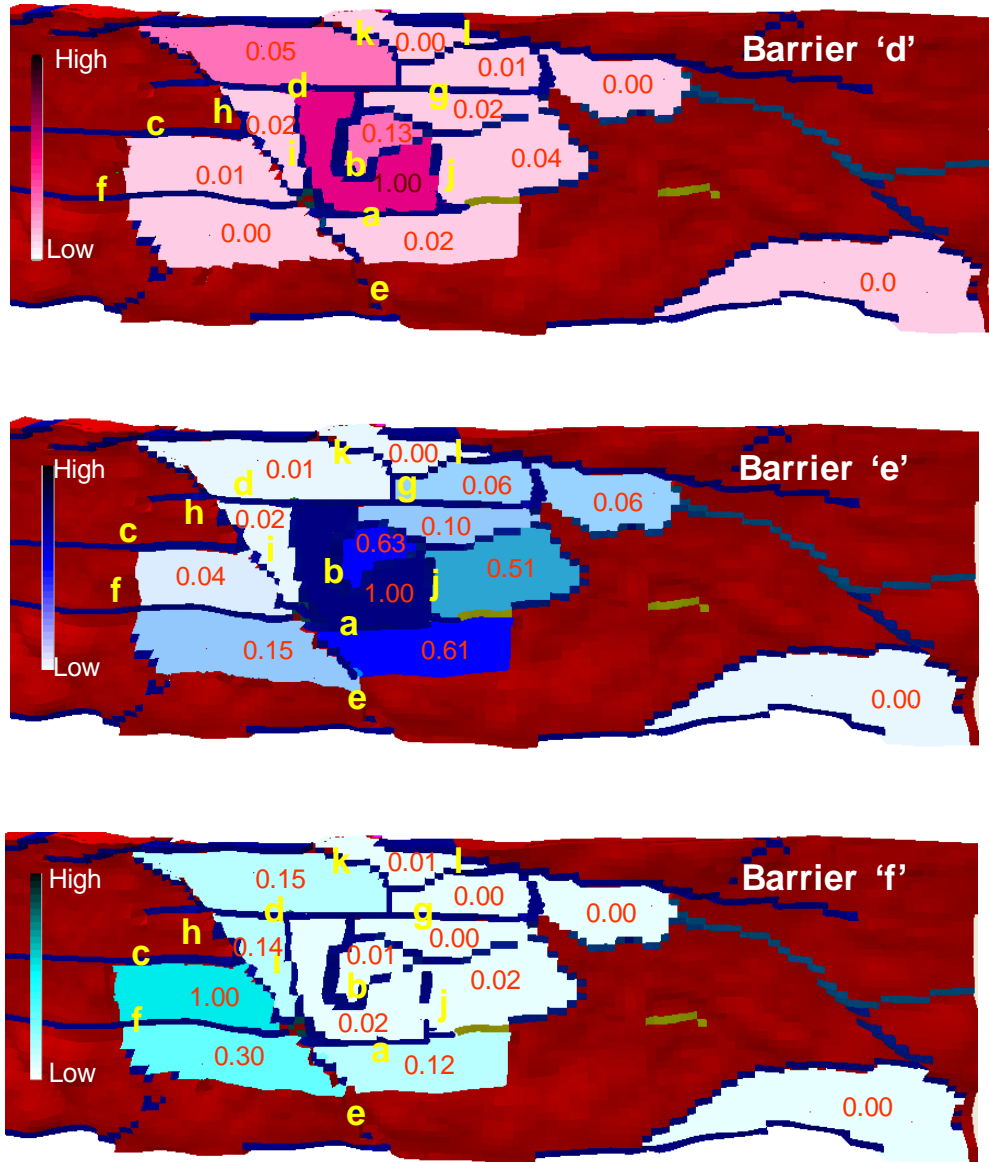 k
0.00
l
High
0.05
Barrier 'd'
0.01
0.00
d
g
h
0.02
c
0.02
0.13
i
0.04
b
j
0.01
1.00
f
a
0.00
0.02
Low
e
0.0
k
0.00
l
High
0.01
Barrier 'e'
d
g
0.06
0.06
h
0.02
0.10
c
0.63
i
b
0.51
0.04
j
f
1.00
a
0.15
0.61
Low
e
0.00
k
0.01
l
High
0.15
Barrier 'f'
0.00
d
g
0.00
h
0.14
0.00
c
0.01
i
0.02
b
1.00
j
f
0.02
a
0.30
0.12
Low
e
0.00